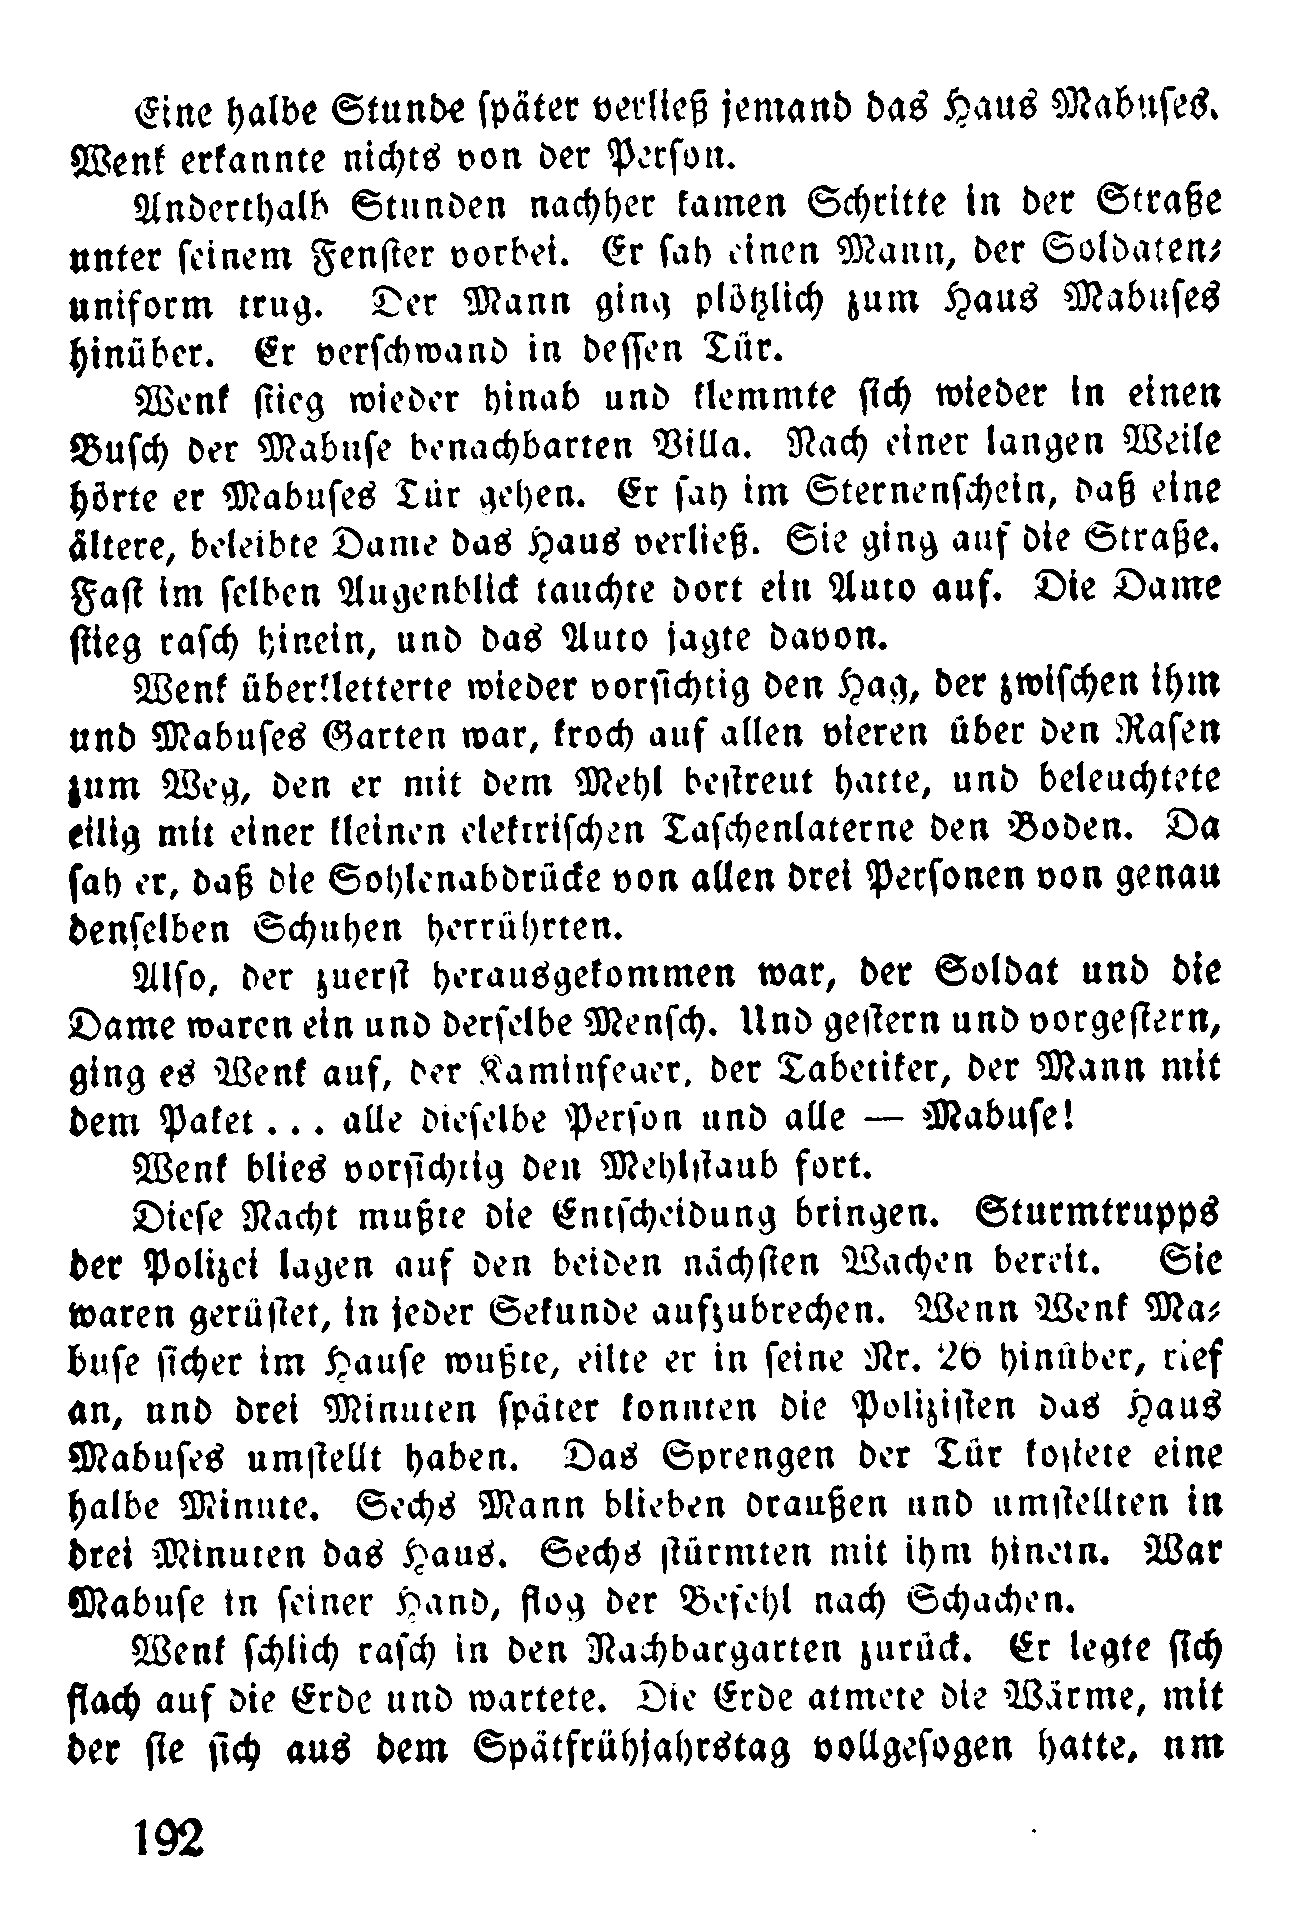 Eine halbe Stunde später verließ jemand das Haus Mabuses.
Wenk erkannte nichts von der Person.
Anderthalb Stunden nachher kamen Schritte in der Straße
unter seinem Fenster vorbei. Er sah einen Mann, der Soldaten-
uniform trug. Der Mann ging plötzlich zum Haus Mabuses
hinüber. Er verschwand in dessen Tür.
Wenk stieg wieder hinab und klemmte sich wieder in einen
Busch der Mabuse benachbarten Villa. Nach einer langen Weile
hörte er Mabuses Tür gehen. Er sah im Sternenschein, daß eine
ältere, beleibte Dame das Haus verließ. Sie ging auf die Straße.
Fast im selben Augenblick tauchte dort ein Auto auf. Die Dame
stieg rasch hinein, und das Auto jagte davon.
Wenk überkletterte wieder vorsichtig den Hag, der zwischen ihm
und Mabuses Garten war, kroch auf allen vieren über den Rasen
zum Weg, den er mit dem Mehl bestreut hatte, und beleuchtete
eilig mit einer kleinen elektrischen Taschenlaterne den Boden. Da
sah er, daß die Sohlenabdrücke von allen drei Personen von genau
denselben Schuhen herrührten.
Also, der zuerst herausgekommen war, der Soldat und die
Dame waren ein und derselbe Mensch. Und gestern und vorgestern,
ging es Wenk auf, der Kaminfeger, der Tabetiker, der Mann mit
dem Paket . . . alle dieselbe Person und alle — Mabuse!
Wenk blies vorsichtig den Mehlstaub fort.
Diese Nacht mußte die Entscheidung bringen. Sturmtrupps
der Polizei lagen auf den beiden nächsten Wachen bereit. Sie
waren gerüstet, in jeder Sekunde aufzubrechen. Wenn Wenk Ma-
buse sicher im Hause wußte, eilte er in seine Nr. 26 hinüber, rief
an, und drei Minuten später konnten die Polizisten das Haus
Mabuses umstellt haben. Das Sprengen der Tür kostete eine
halbe Minute. Sechs Mann blieben draußen und umstellten in
drei Minuten das Haus. Sechs stürmten mit ihm hinein. War
Mabuse in seiner Hand, flog der Befehl nach Schachen.
Wenk schlich rasch in den Nachbargarten zurück. Er legte sich
flach auf die Erde und wartete. Die Erde atmete die Wärme, mit
der sie sich aus dem Spätfrühjahrstag vollgesogen hatte, um
192